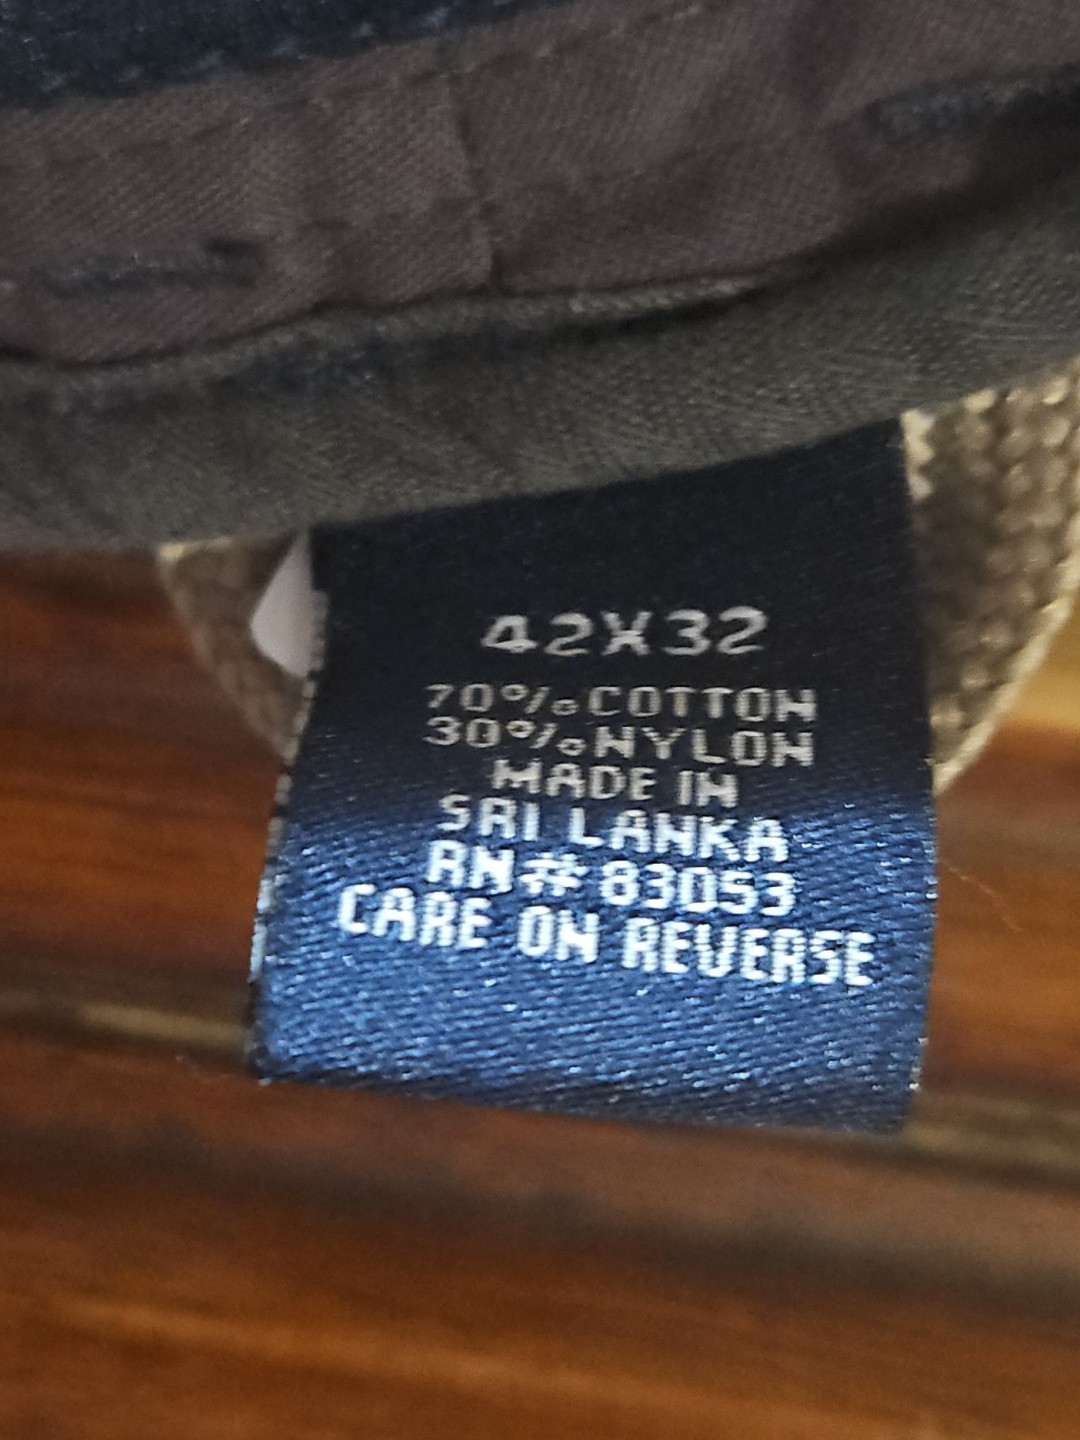 42X32
70% COTTON
30% NYLON
MADE IN
SRI LANKA
RN# 83053
CARE ON REVERSE